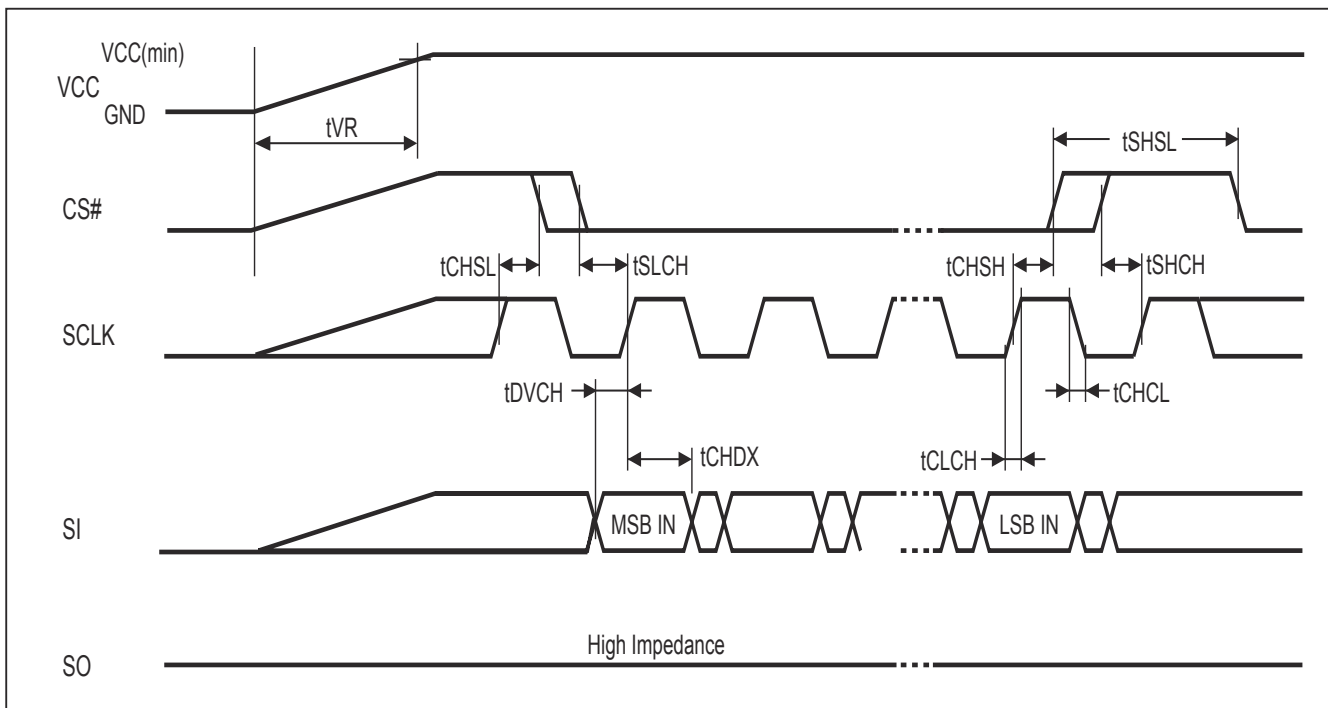 VCC(min)
VCC
GND
tVR
tSHSL
CS#
tCHSL
tSLCH
tCHSH
tSHCH
SCLK
tDVCH
tCHCL
tCHDX
tCLCH
SI
MSB IN
LSB IN
High Impedance
SO